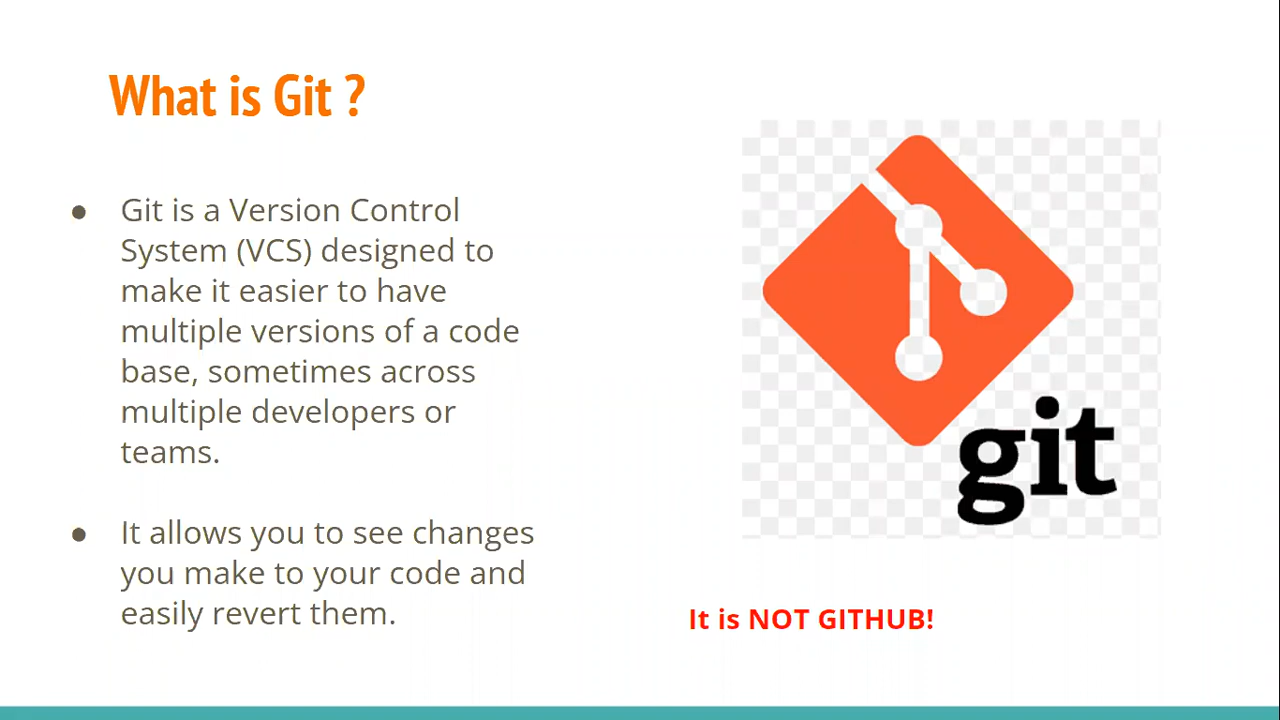 What is Git ?
● Git is a Version Control
System (VCS) designed to
make it easier to have
multiple versions of a code
base, sometimes across
multiple developers or
teams.
● It allows you to see changes
you make to your code and
easily revert them.
git
It is NOT GITHUB!